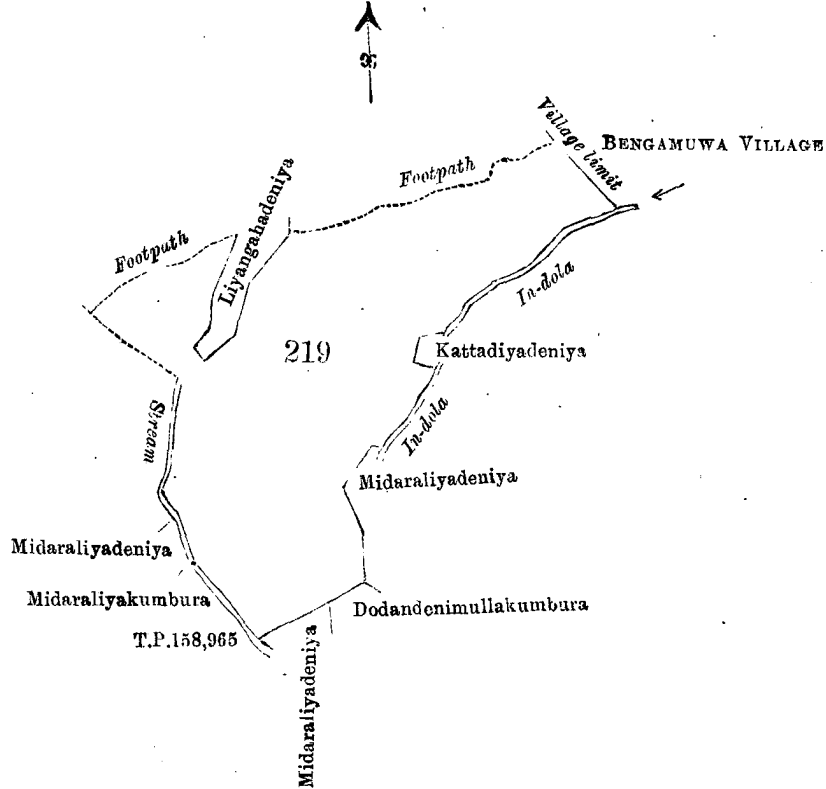 Village limit
BENGAMUWA VILLAGE
Footpath
Liyangahadeniya
Footpath
In-dola
219
Kattadiyadeniya
Stream
In-dola
Midaraliyadeniya
Midaraliyadeniya
Midaraliyakumbura
Dodandenimullakumbura
T.P.158,965
Midaraliyadeniya